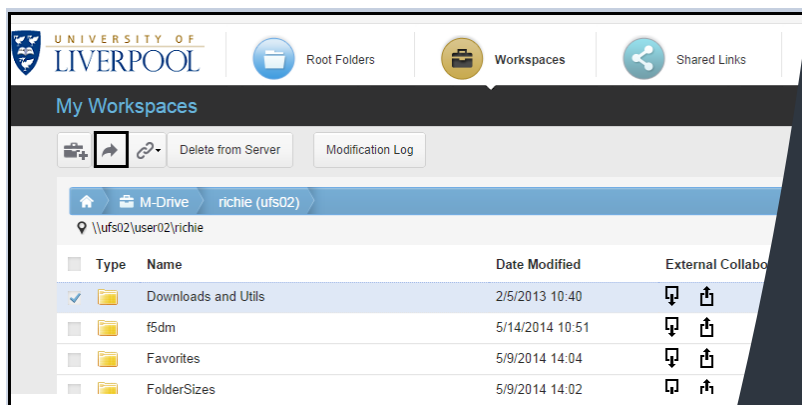 UNIVERSITY OF
LIVERPOOL
Root Folders
Workspaces
Shared Links
My Workspaces
Delete from Server
Modification Log
M-Drive
richie (ufs02)
\\ufs02\user02\richie
Type Name Date Modified External Collabo
Downloads and Utils 2/5/2013 10:40
f5dm 5/14/2014 10:51
Favorites 5/9/2014 14:04
FolderSizes 5/9/2014 14:02